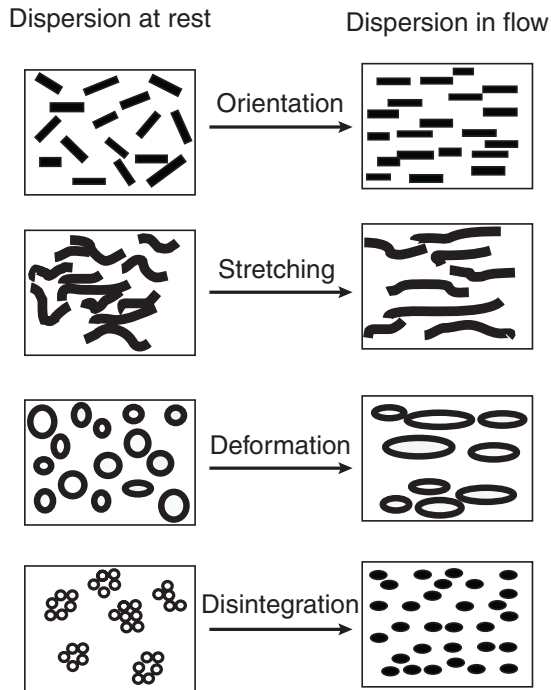 Dispersion at rest
Dispersion in flow
Orientation
Stretching
Deformation
Disintegration